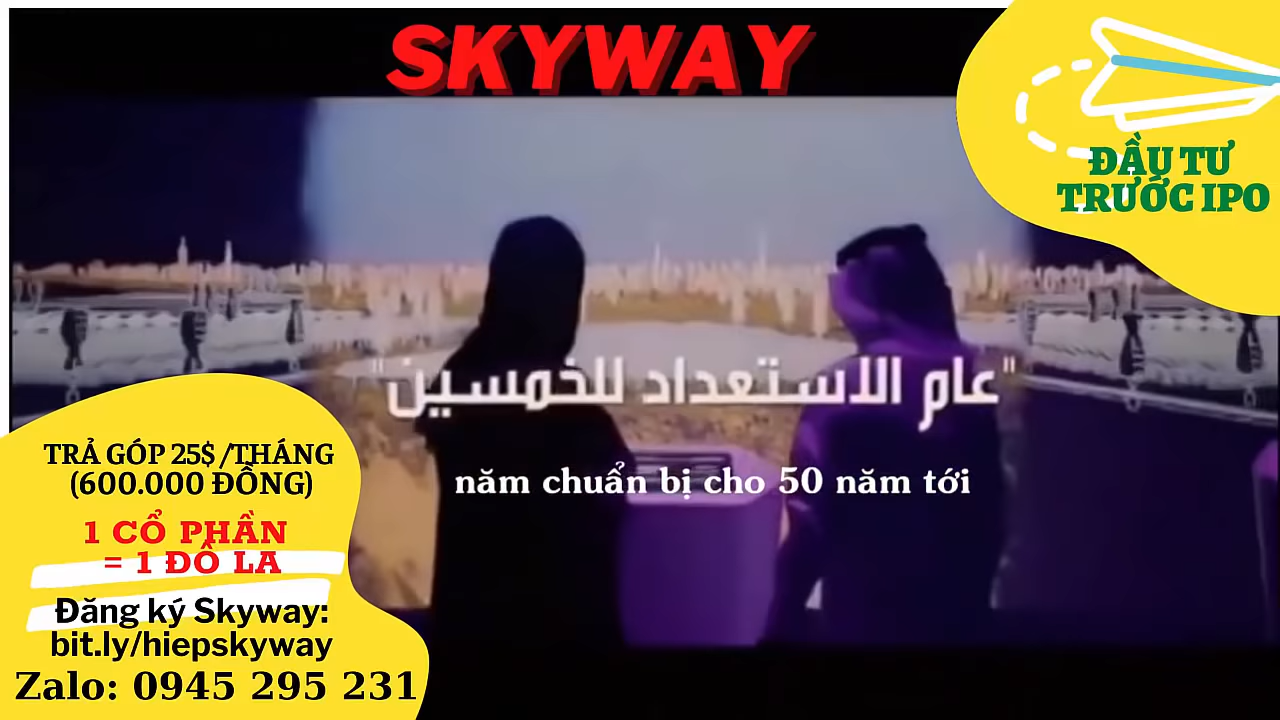 SKYWAY
ĐẦU TƯ
TRƯỚC IPO
"عام الاستعداد للخمسين"
năm chuẩn bị cho 50 năm tới
TRẢ GÓP 25$ /THÁNG
(600.000 ĐỒNG)
1 CỔ PHẦN
= 1 ĐÔ LA
Đăng ký Skyway:
bit.ly/hiepskyway
Zalo: 0945 295 231